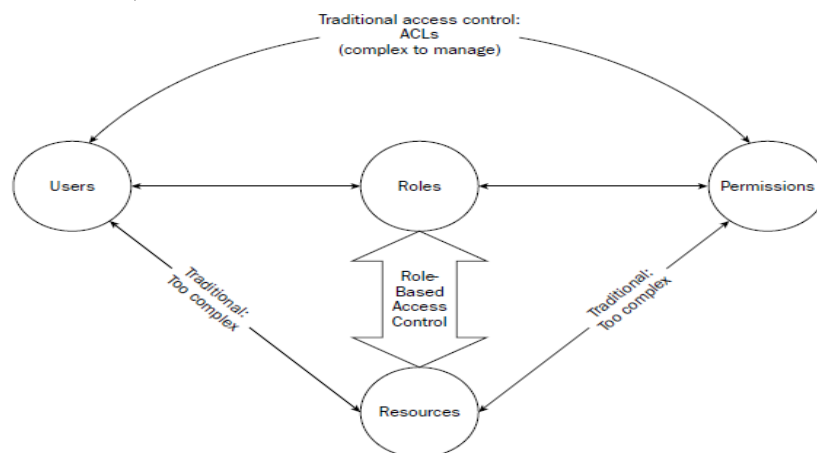 Traditional access control:
ACLs
(complex to manage)
Users
Roles
Permissions
Traditional:
Too complex
Role-
Based
Access
Control
Traditional:
Too complex
Resources